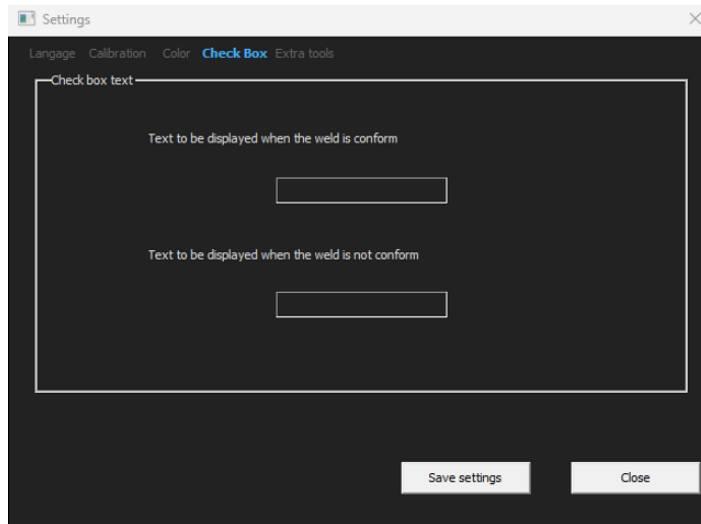 Settings
Langage Calibration Color Check Box Extra tools
Check box text
Text to be displayed when the weld is conform
Text to be displayed when the weld is not conform
Save settings Close